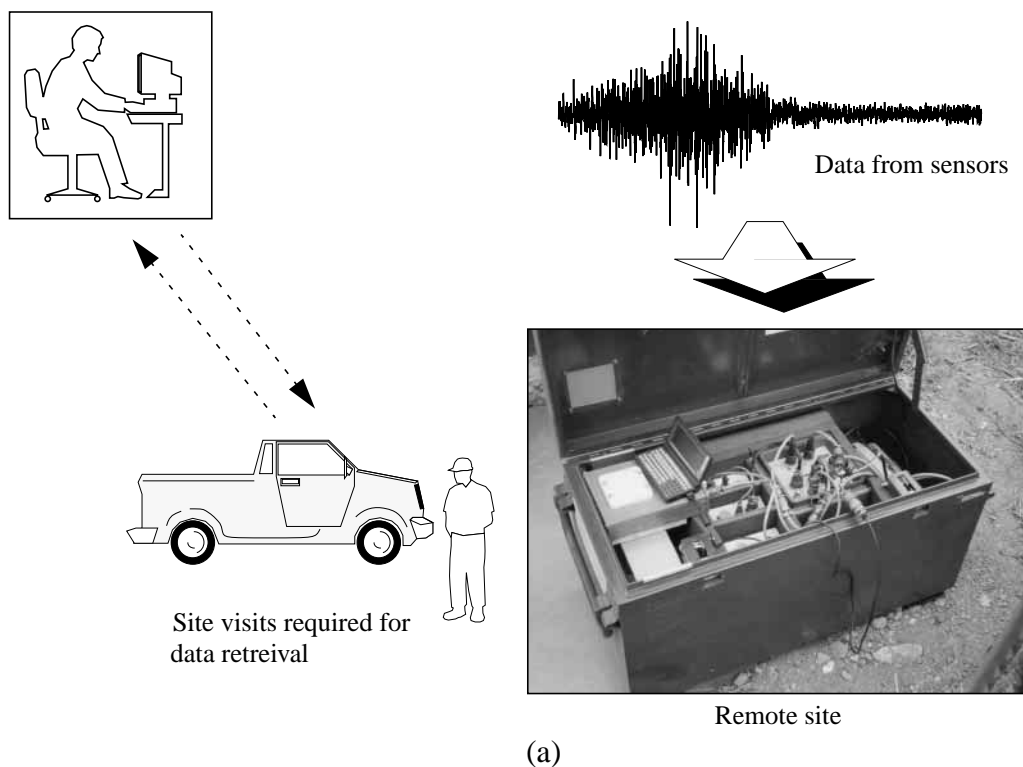 Data from sensors
Site visits required for
data retreival
Remote site
(a)